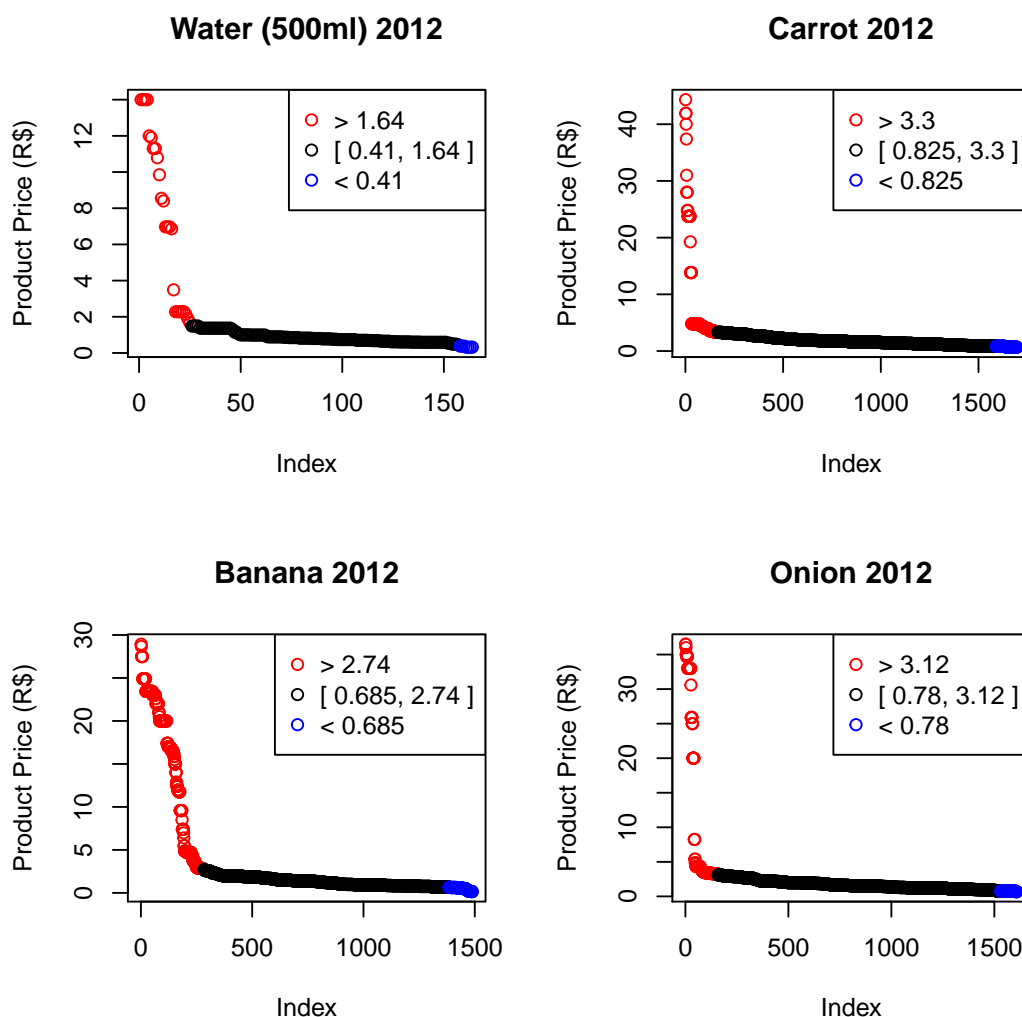 Water (500ml) 2012
Product Price (R$)
0 2 4 6 8 12
> 1.64
[ 0.41, 1.64 ]
< 0.41
0 50 100 150
Index
Carrot 2012
Product Price (R$)
0 10 20 30 40
> 3.3
[ 0.825, 3.3 ]
< 0.825
0 500 1000 1500
Index
Banana 2012
Product Price (R$)
0 5 10 20 30
> 2.74
[ 0.685, 2.74 ]
< 0.685
0 500 1000 1500
Index
Onion 2012
Product Price (R$)
0 10 20 30
> 3.12
[ 0.78, 3.12 ]
< 0.78
0 500 1000 1500
Index